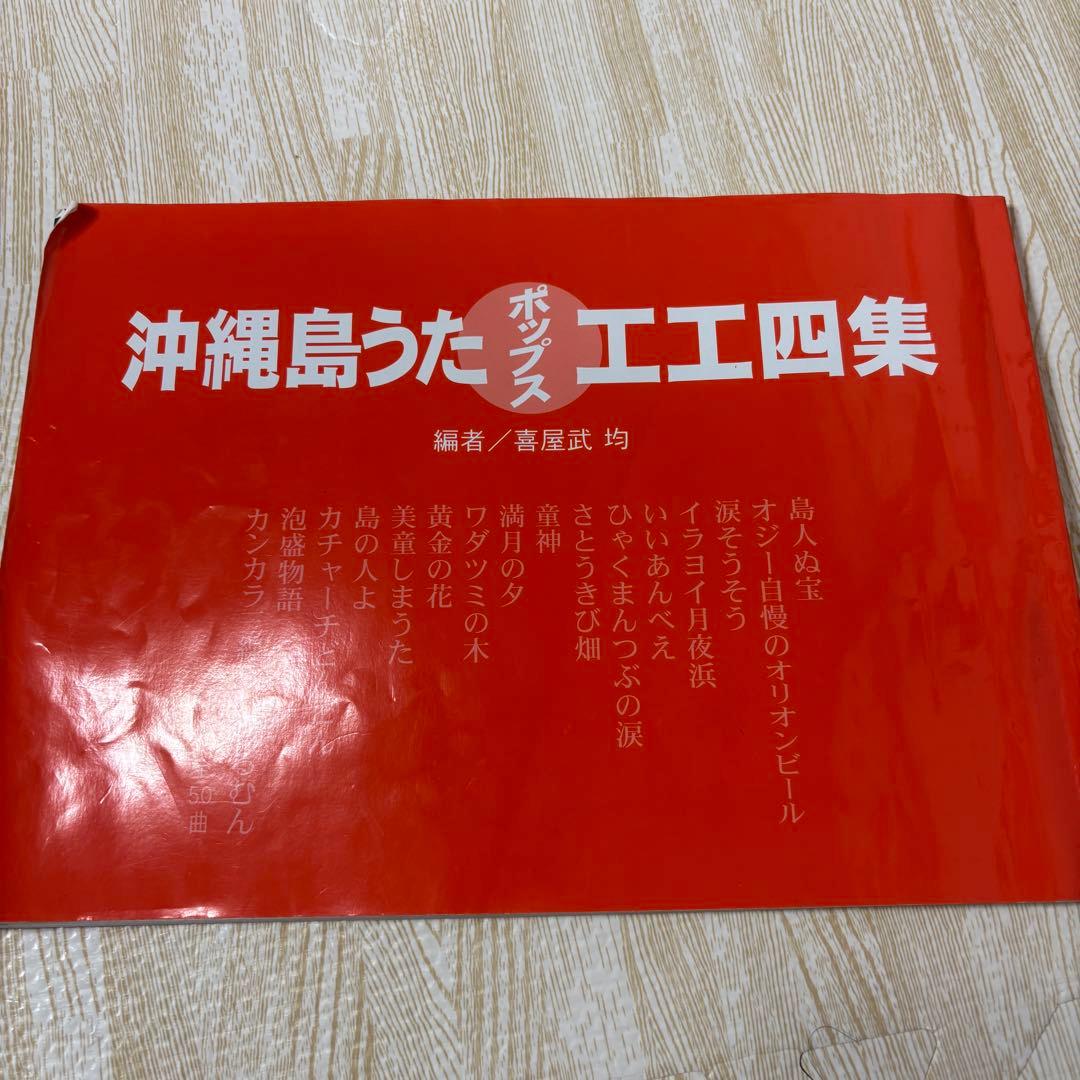 沖縄島うたポップス工工四集
編者／喜屋武 均
島人ぬ宝
オジー自慢のオリオンビール
涙そうそう
イラヨイ月夜浜
いいあんべえ
ひゃくまんつぶの涙
さとうきび畑
童神
満月の夕
ワダツミの木
黄金の花
美童しまうた
島の人よ
カチャーチと
泡盛物語
カンカラ
むん
50曲